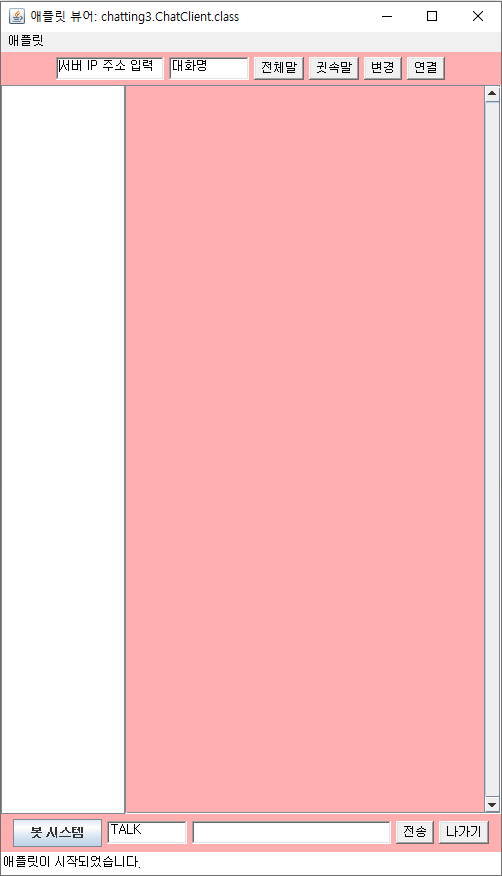 애플릿 뷰어: chatting3.ChatClient.class
애플릿
서버 IP 주소 입력 대화명 전체말 귓속말 변경 연결
봇 시스템 TALK 전송 나가기
애플릿이 시작되었습니다.